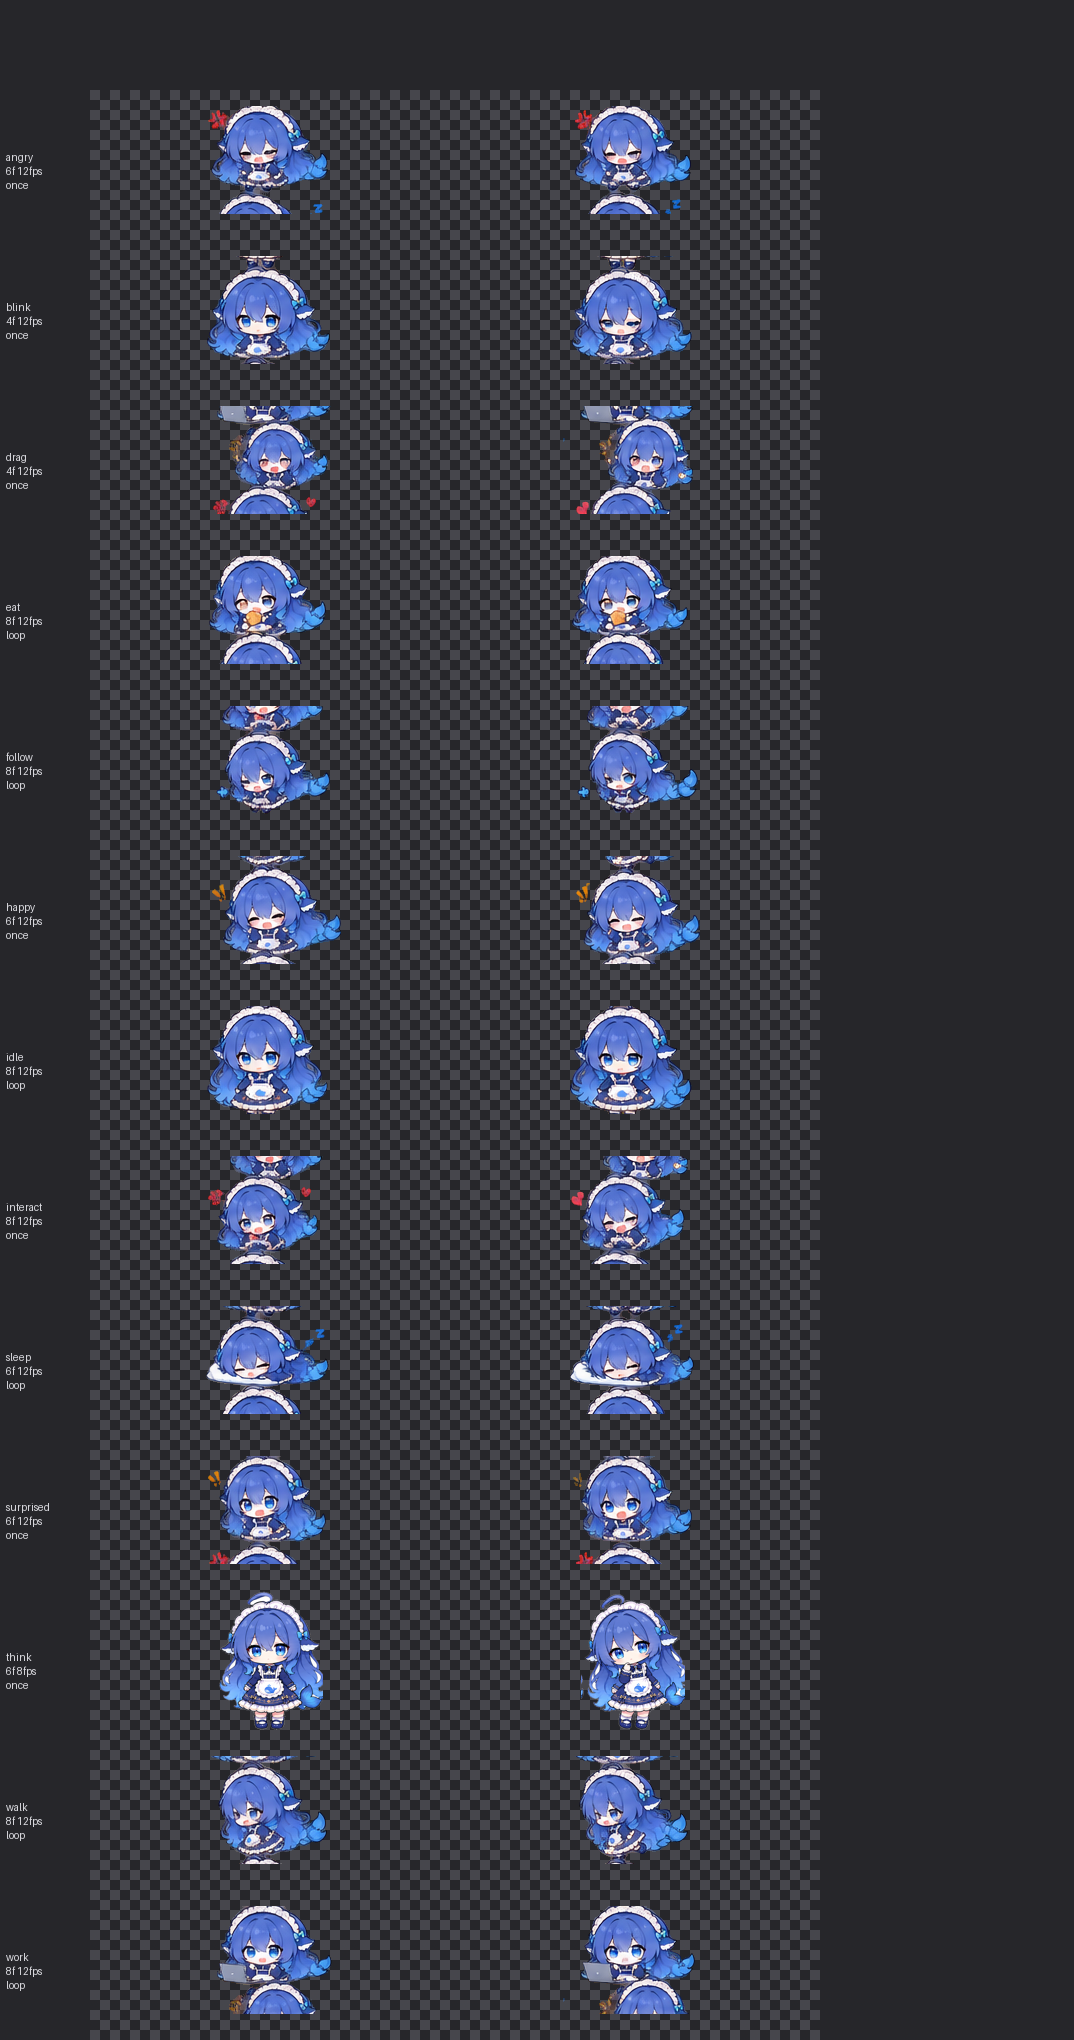 angry
6f 12fps
once
z
z
blink
4f 12fps
once
drag
4f 12fps
once
eat
8f 12fps
loop
follow
8f 12fps
loop
happy
6f 12fps
once
idle
8f 12fps
loop
interact
8f 12fps
once
sleep
6f 12fps
loop
z
z
surprised
6f 12fps
once
think
6f 8fps
once
walk
8f 12fps
loop
work
8f 12fps
loop